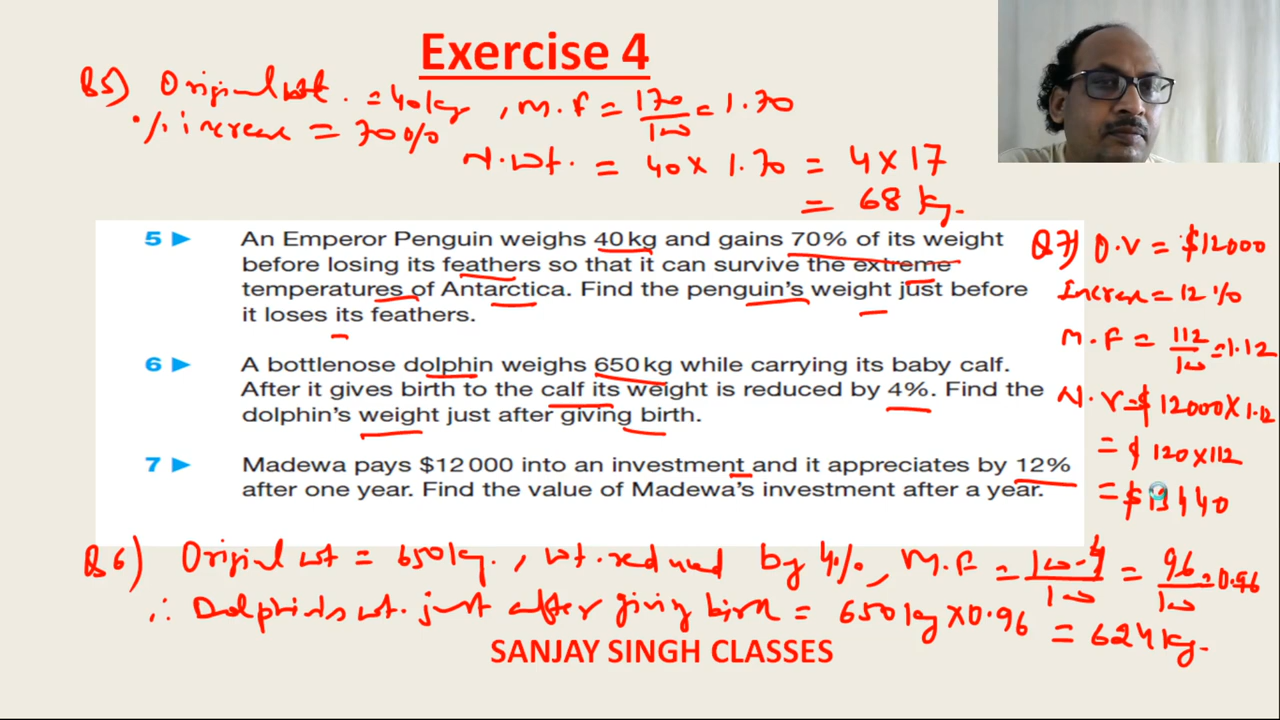 Exercise 4
Q5) Original wt. = 40 kg, M.F = 170/100 = 1.70
% increase = 70%
N.wt. = 40 × 1.70 = 4 × 17
= 68 kg.
5 ► An Emperor Penguin weighs 40 kg and gains 70% of its weight
before losing its feathers so that it can survive the extreme
temperatures of Antarctica. Find the penguin's weight just before
it loses its feathers.
6 ► A bottlenose dolphin weighs 650 kg while carrying its baby calf.
After it gives birth to the calf its weight is reduced by 4%. Find the
dolphin's weight just after giving birth.
7 ► Madewa pays $12 000 into an investment and it appreciates by 12%
after one year. Find the value of Madewa's investment after a year.
Q7) O.V = $12000
Increase = 12%
M.F = 112/100 = 1.12
N.V = $12000 × 1.12
= $ 120 × 112
= $13440
Q6) Original wt = 650 kg., wt. reduced by 4%, M.F = 100-4/100 = 96/100 = 0.96
∴ Dolphin's wt. just after giving birth = 650 kg × 0.96 = 624 kg.
SANJAY SINGH CLASSES